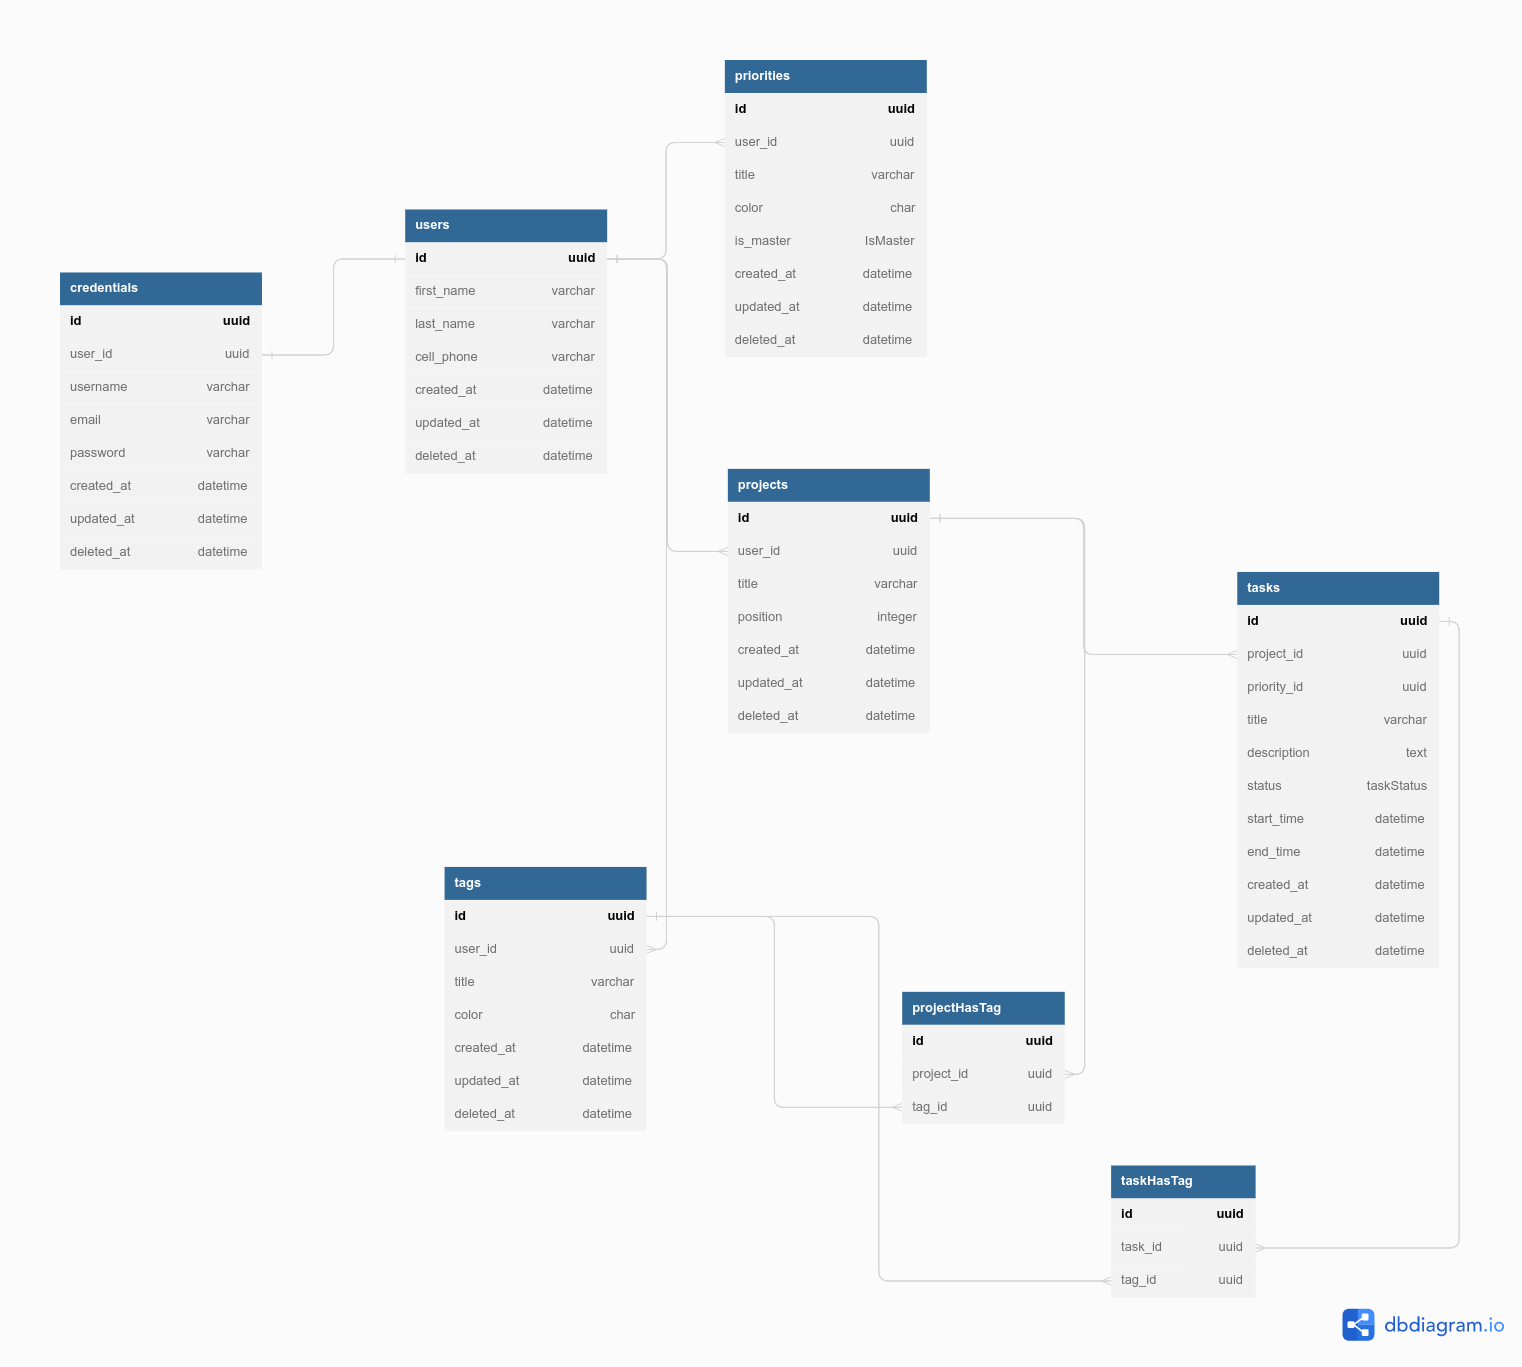 priorities
id uuid
user_id uuid
title varchar
color char
is_master IsMaster
created_at datetime
updated_at datetime
deleted_at datetime
users
id uuid
first_name varchar
last_name varchar
cell_phone varchar
created_at datetime
updated_at datetime
deleted_at datetime
credentials
id uuid
user_id uuid
username varchar
email varchar
password varchar
created_at datetime
updated_at datetime
deleted_at datetime
projects
id uuid
user_id uuid
title varchar
position integer
created_at datetime
updated_at datetime
deleted_at datetime
tasks
id uuid
project_id uuid
priority_id uuid
title varchar
description text
status taskStatus
start_time datetime
end_time datetime
created_at datetime
updated_at datetime
deleted_at datetime
tags
id uuid
user_id uuid
title varchar
color char
created_at datetime
updated_at datetime
deleted_at datetime
projectHasTag
id uuid
project_id uuid
tag_id uuid
taskHasTag
id uuid
task_id uuid
tag_id uuid
dbdiagram.io